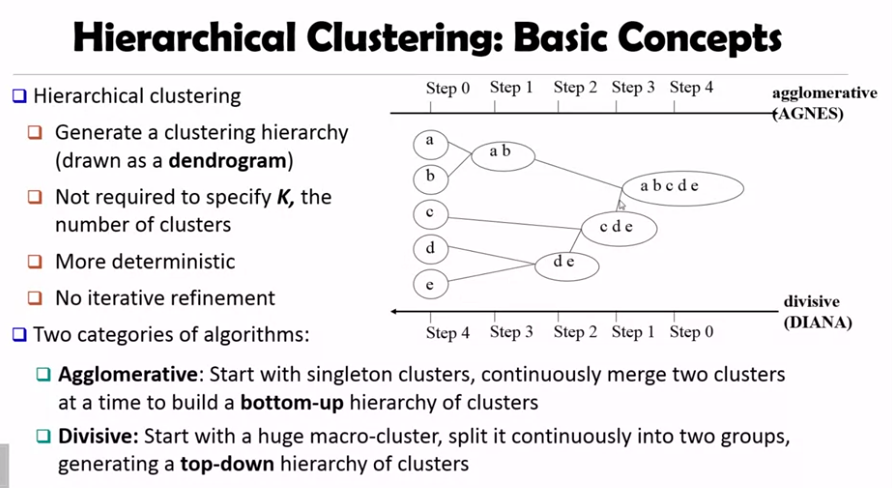 Hierarchical Clustering: Basic Concepts
Hierarchical clustering
Generate a clustering hierarchy
(drawn as a dendrogram)
Not required to specify K, the
number of clusters
More deterministic
No iterative refinement
Two categories of algorithms:
Step 0 Step 1 Step 2 Step 3 Step 4
agglomerative
(AGNES)
a
a b
b
a b c d e
c
c d e
d
d e
e
divisive
(DIANA)
Step 4 Step 3 Step 2 Step 1 Step 0
Agglomerative: Start with singleton clusters, continuously merge two clusters
at a time to build a bottom-up hierarchy of clusters
Divisive: Start with a huge macro-cluster, split it continuously into two groups,
generating a top-down hierarchy of clusters